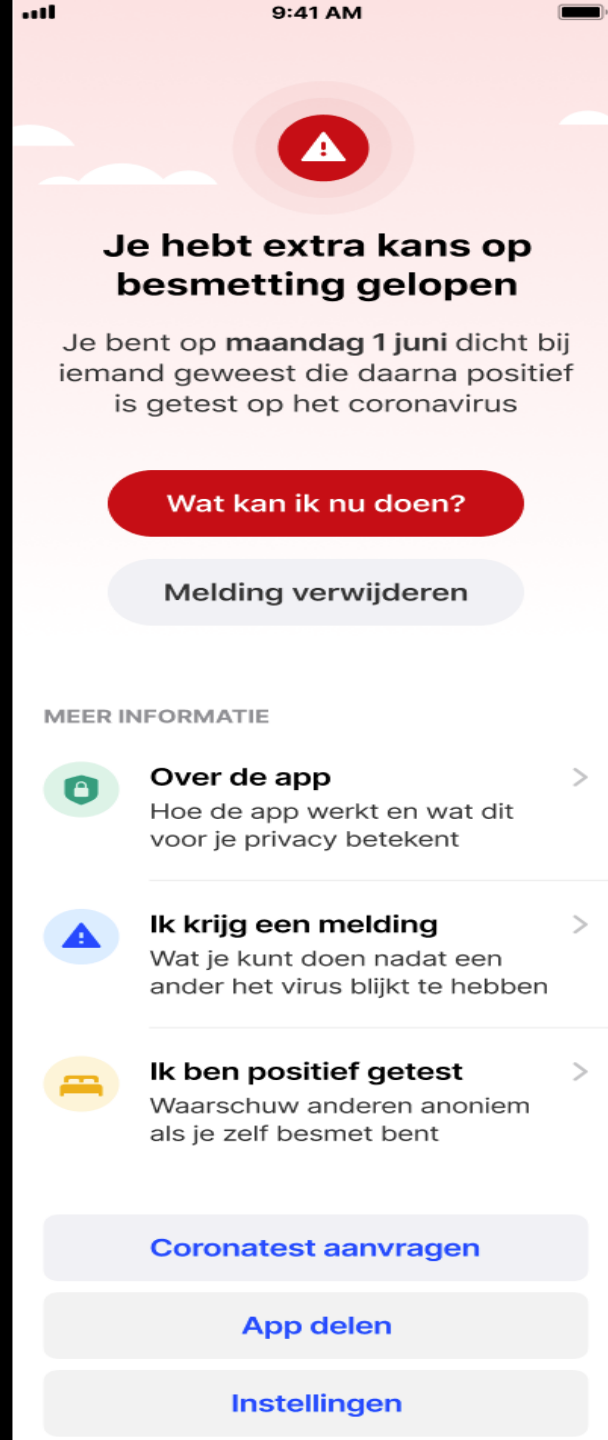 9:41 AM
Je hebt extra kans op
besmetting gelopen
Je bent op maandag 1 juni dicht bij
iemand geweest die daarna positief
is getest op het coronavirus
Wat kan ik nu doen?
Melding verwijderen
MEER INFORMATIE
Over de app
Hoe de app werkt en wat dit
voor je privacy betekent
Ik krijg een melding
Wat je kunt doen nadat een
ander het virus blijkt te hebben
Ik ben positief getest
Waarschuw anderen anoniem
als je zelf besmet bent
Coronatest aanvragen
App delen
Instellingen